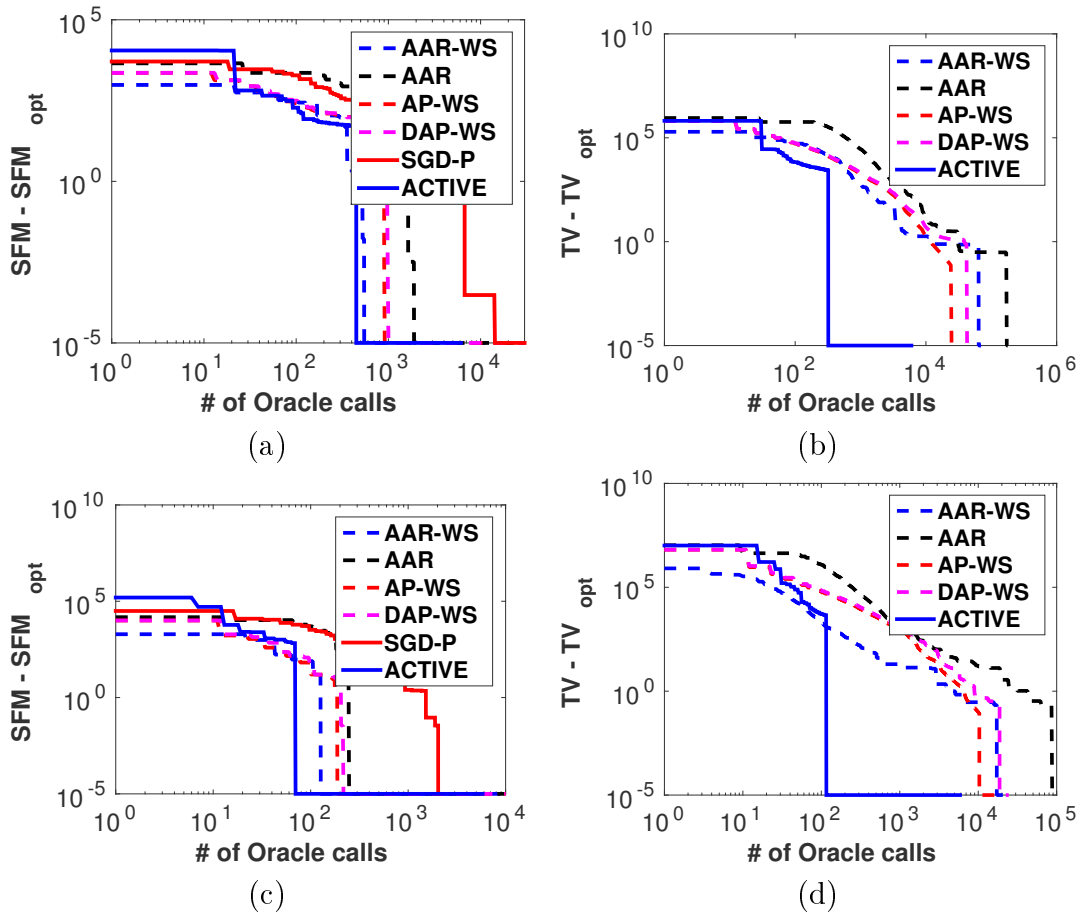 SFM - SFM opt
10^5
10^0
10^-5
AAR-WS
AAR
AP-WS
DAP-WS
SGD-P
ACTIVE
10^0 10^1 10^2 10^3 10^4
# of Oracle calls
(a)
TV - TV opt
10^10
10^5
10^0
10^-5
AAR-WS
AAR
AP-WS
DAP-WS
ACTIVE
10^0 10^2 10^4 10^6
# of Oracle calls
(b)
SFM - SFM opt
10^10
10^5
10^0
10^-5
AAR-WS
AAR
AP-WS
DAP-WS
SGD-P
ACTIVE
10^0 10^1 10^2 10^3 10^4
# of Oracle calls
(c)
TV - TV opt
10^10
10^5
10^0
10^-5
AAR-WS
AAR
AP-WS
DAP-WS
ACTIVE
10^0 10^1 10^2 10^3 10^4 10^5
# of Oracle calls
(d)